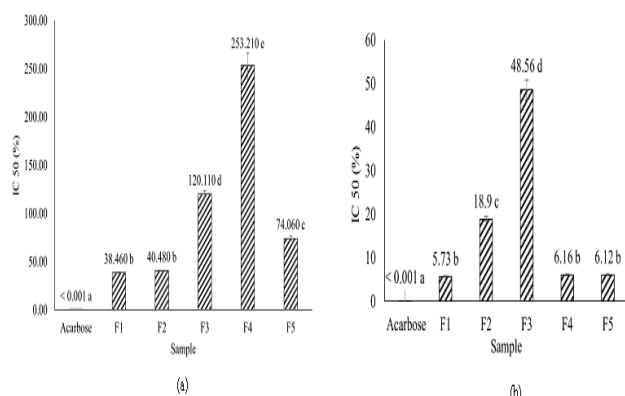 300.00
250.00
200.00
150.00
100.00
50.00
0.00
IC 50 (%)
< 0.001 a
38.460 b
40.480 b
120.110 d
253.210 e
74.060 c
Acarbose F1 F2 F3 F4 F5
Sample
(a)
60
50
40
30
20
10
0
IC 50 (%)
< 0.001 a
5.73 b
18.9 c
48.56 d
6.16 b
6.12 b
Acarbose F1 F2 F3 F4 F5
Sample
(b)